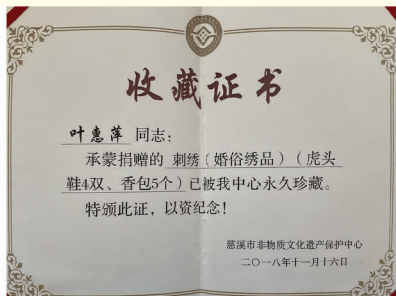 收藏证书
叶惠萍 同志：
承蒙捐赠的 刺绣（婚俗绣品）（虎头
鞋4双、香包5个）已被我中心永久珍藏。
特颁此证，以资纪念！
慈溪市非物质文化遗产保护中心
二〇一八年十一月十六日